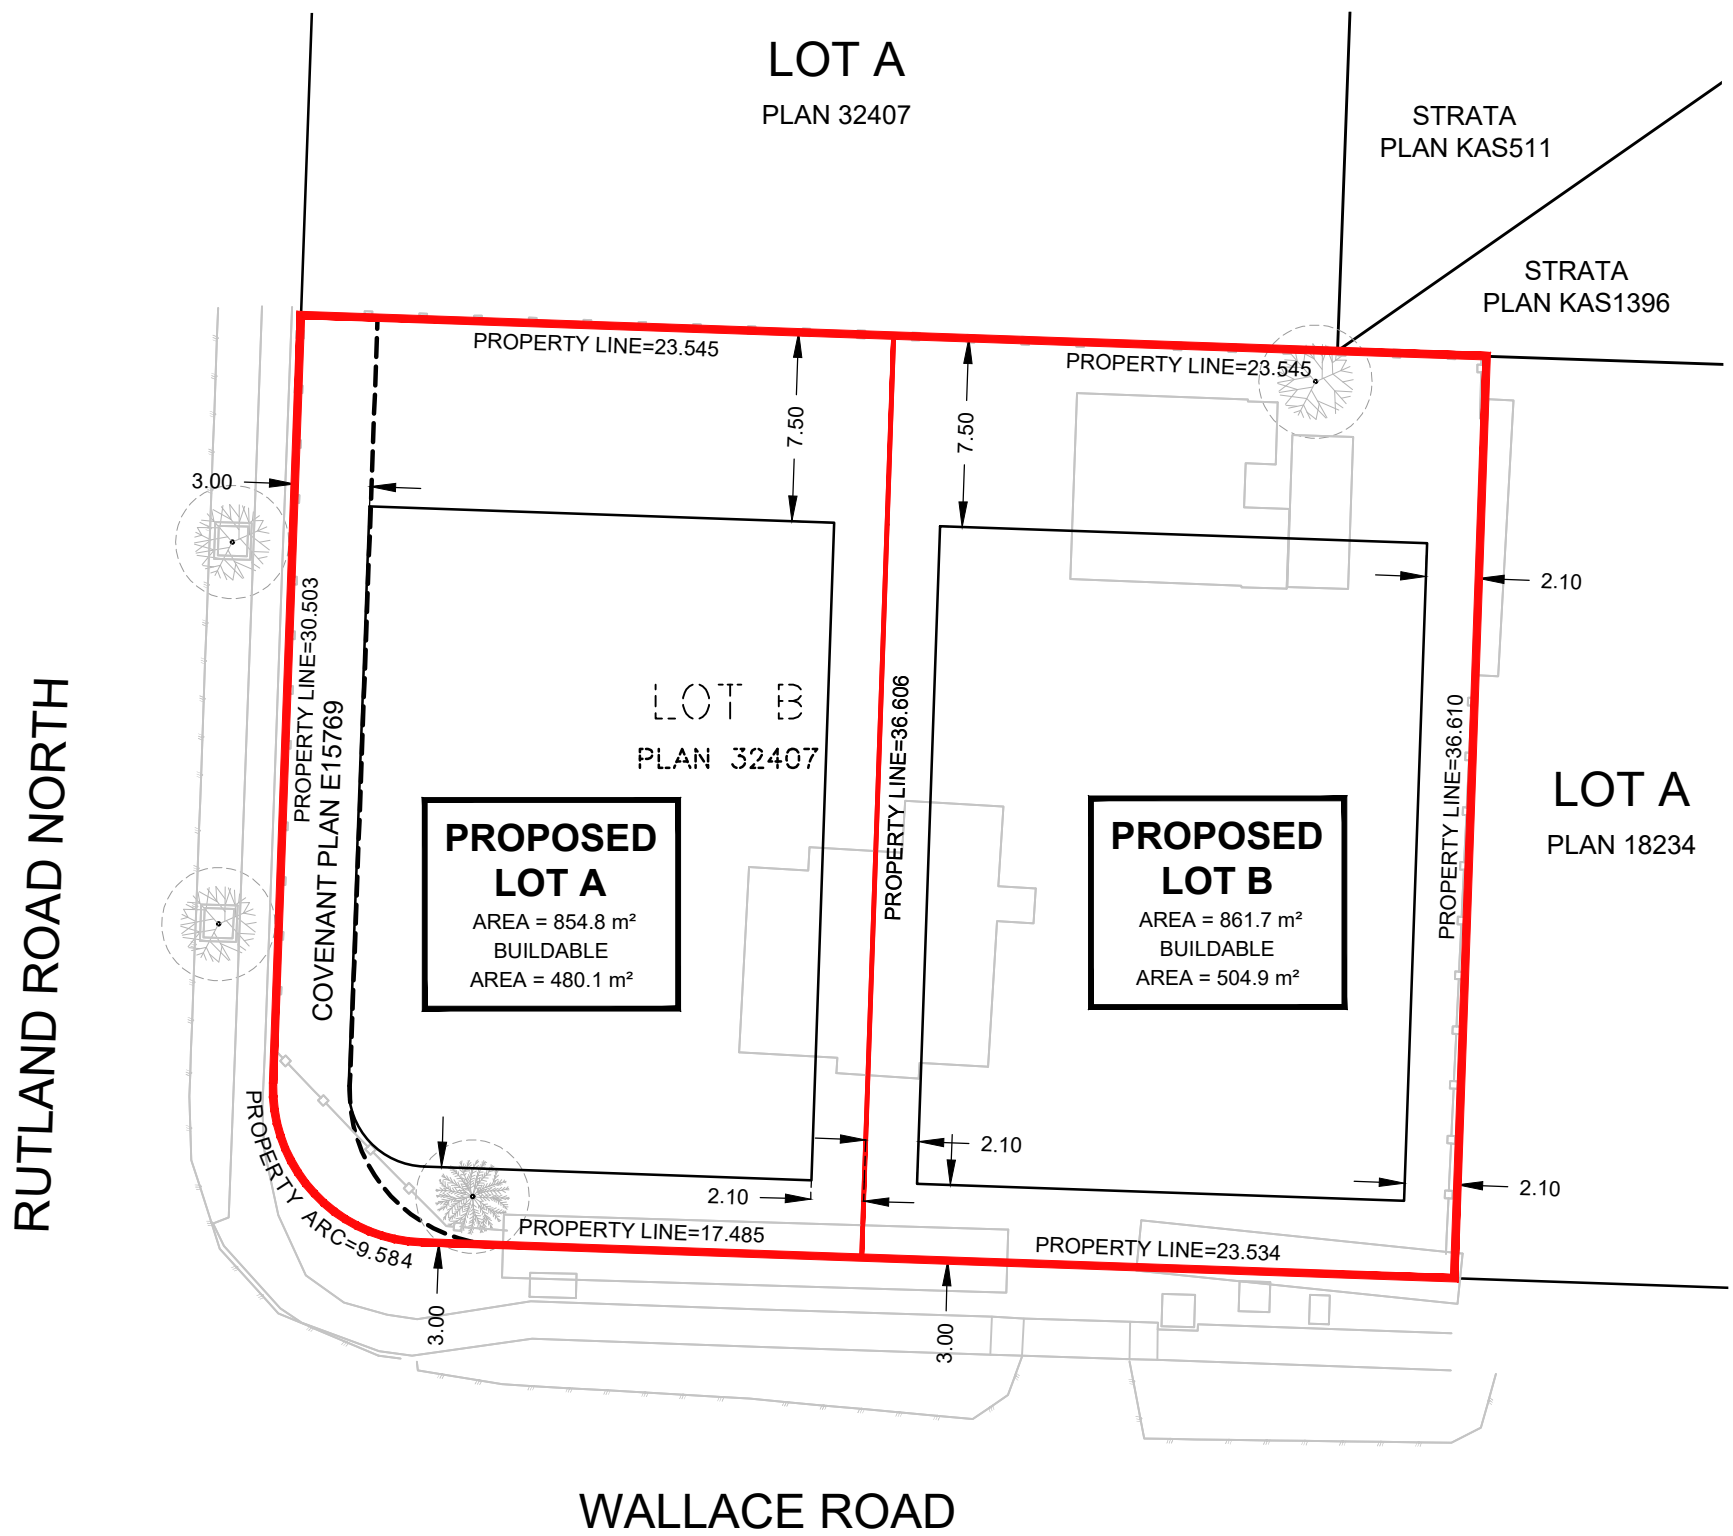 LOT A
PLAN 32407
STRATA
PLAN KAS511
STRATA
PLAN KAS1396
PROPERTY LINE=23.545
PROPERTY LINE=23.545
7.50
7.50
3.00
2.10
PROPERTY LINE=30.503
COVENANT PLAN E15769
LOT B
PLAN 32407
PROPERTY LINE=36.606
PROPERTY LINE=36.610
RUTLAND ROAD NORTH
LOT A
PLAN 18234
PROPOSED
LOT A
AREA = 854.8 m²
BUILDABLE
AREA = 480.1 m²
PROPOSED
LOT B
AREA = 861.7 m²
BUILDABLE
AREA = 504.9 m²
2.10
2.10
2.10
PROPERTY ARC=9.584
PROPERTY LINE=17.485
PROPERTY LINE=23.534
3.00
3.00
WALLACE ROAD